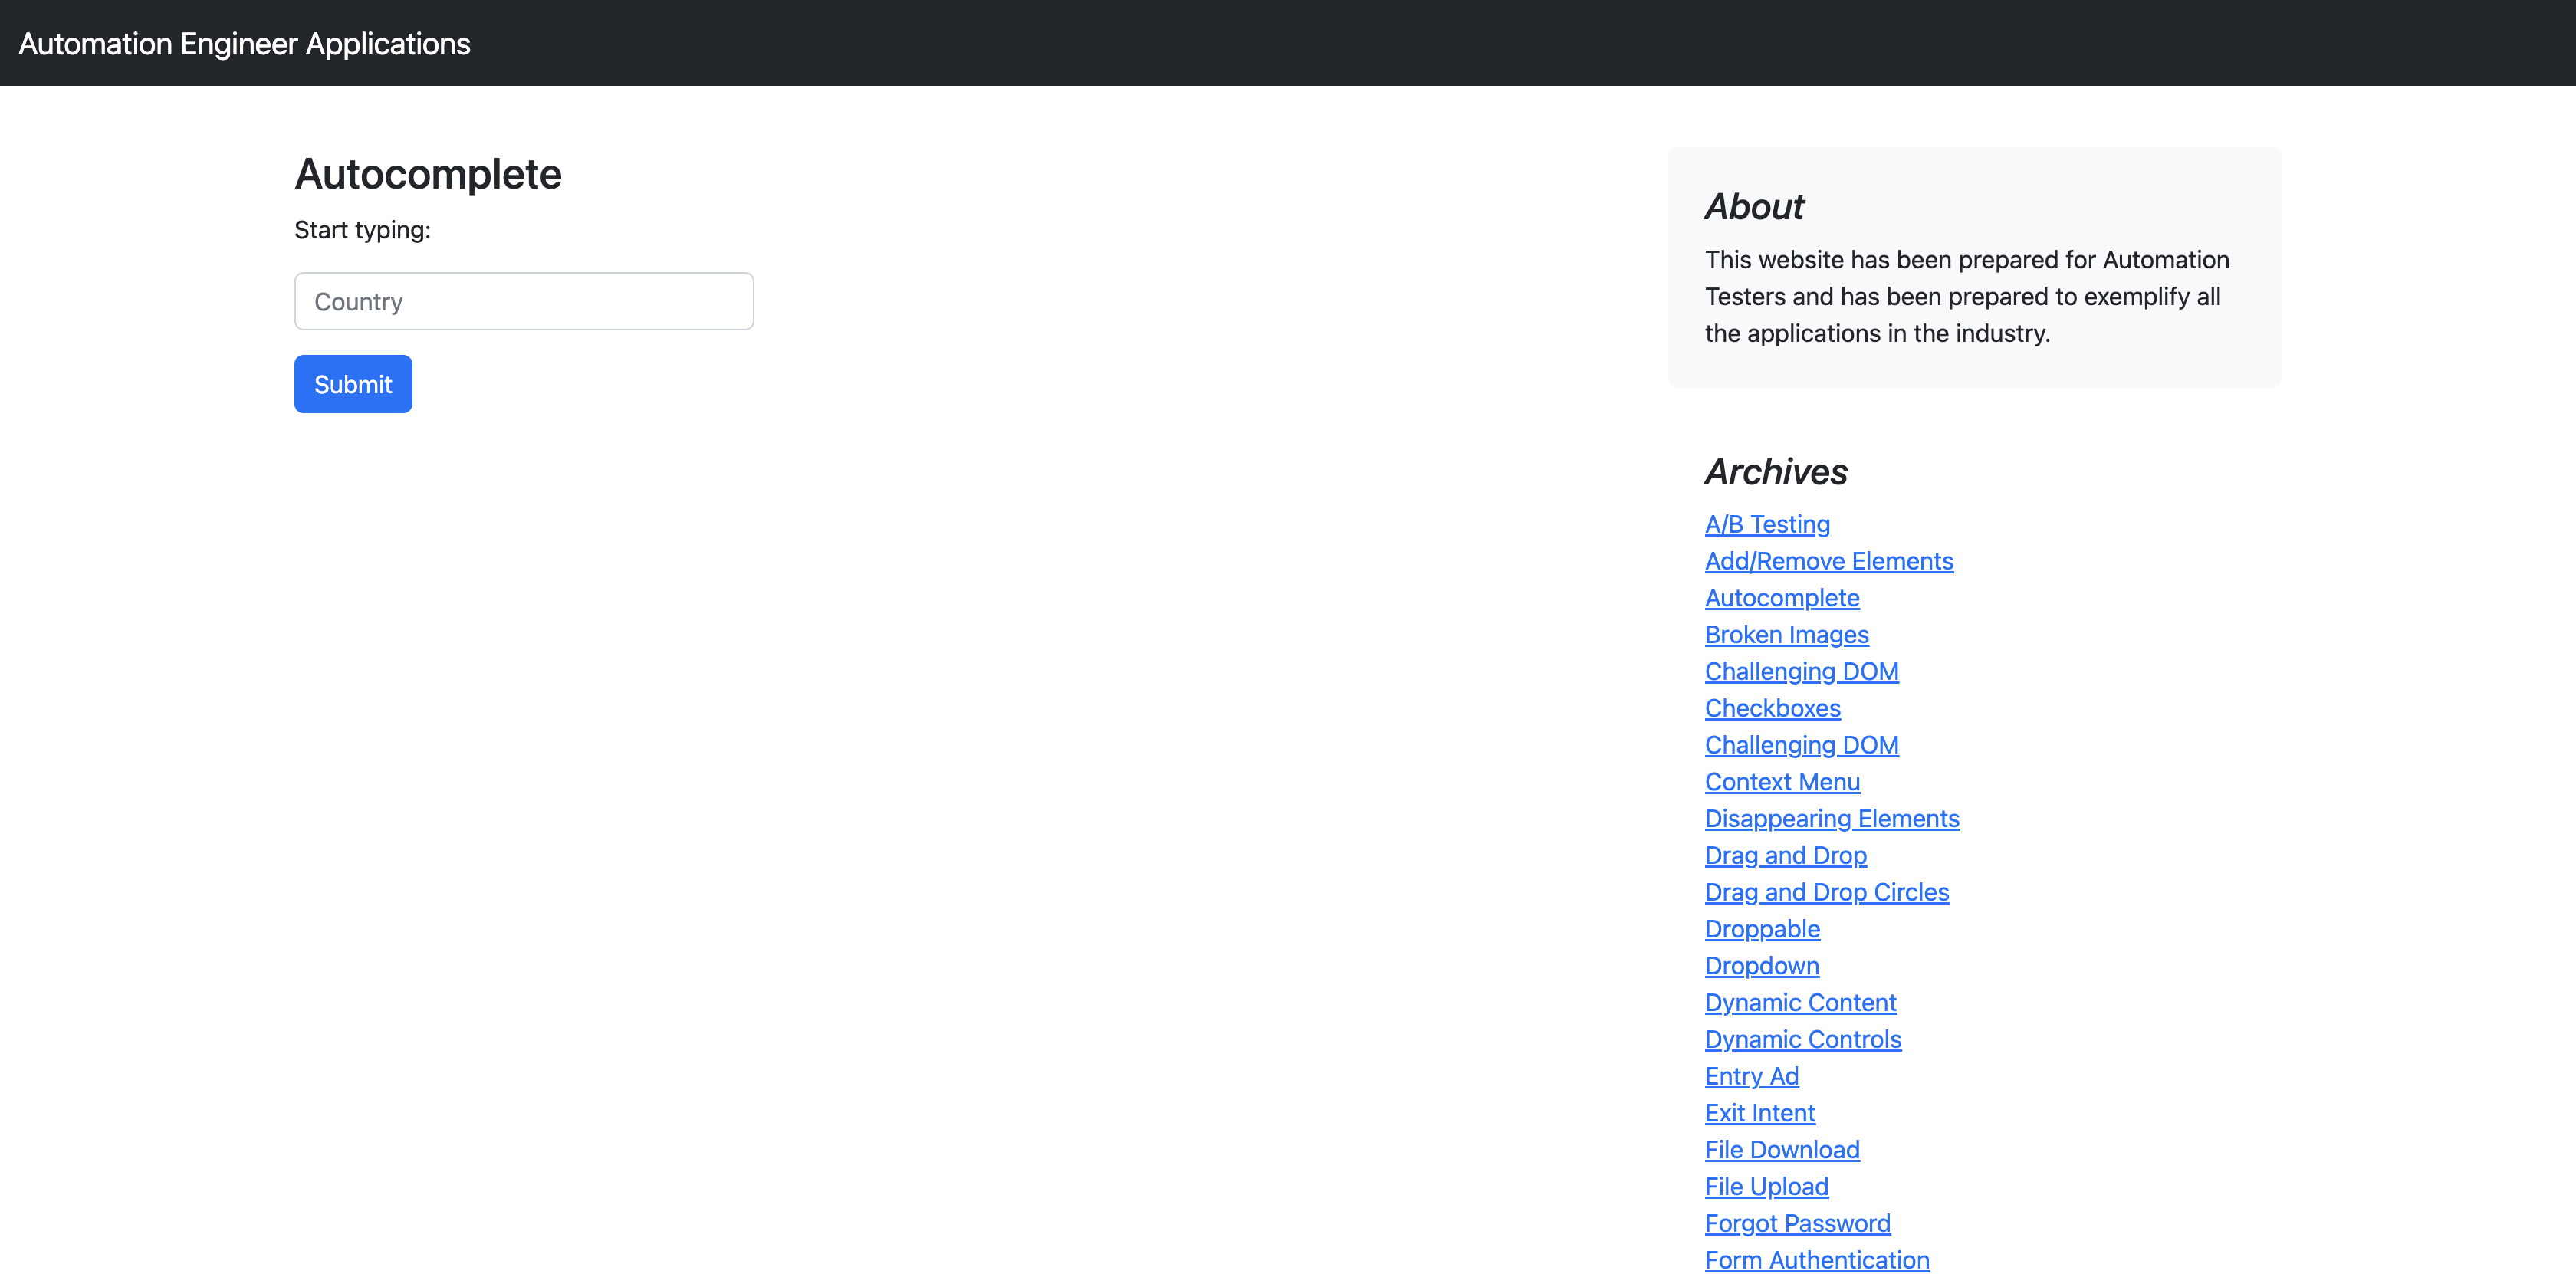 Automation Engineer Applications
Autocomplete
Start typing:
Country
Submit
About
This website has been prepared for Automation
Testers and has been prepared to exemplify all
the applications in the industry.
Archives
A/B Testing
Add/Remove Elements
Autocomplete
Broken Images
Challenging DOM
Checkboxes
Challenging DOM
Context Menu
Disappearing Elements
Drag and Drop
Drag and Drop Circles
Droppable
Dropdown
Dynamic Content
Dynamic Controls
Entry Ad
Exit Intent
File Download
File Upload
Forgot Password
Form Authentication